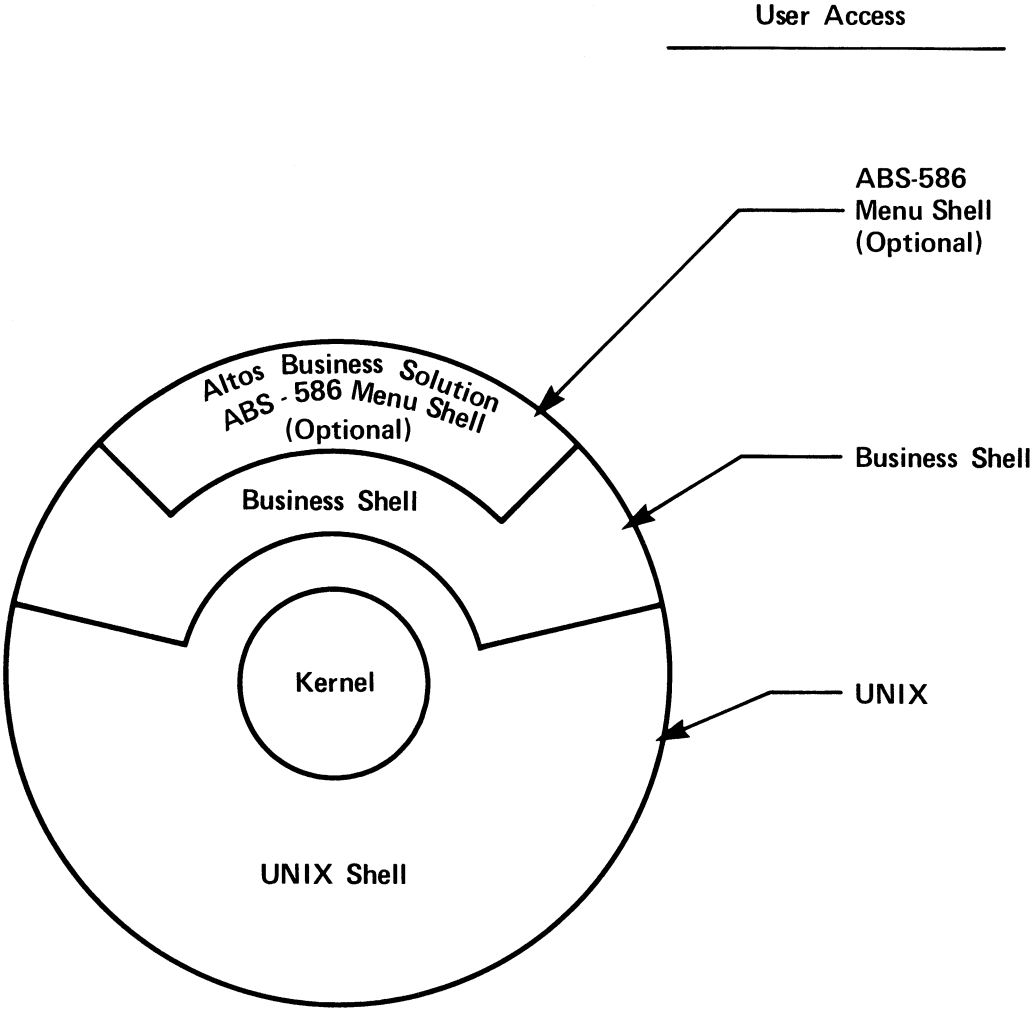 User Access
ABS-586
Menu Shell
(Optional)
Altos Business Solution
ABS - 586 Menu Shell
(Optional)
Business Shell
Business Shell
Kernel
UNIX
UNIX Shell